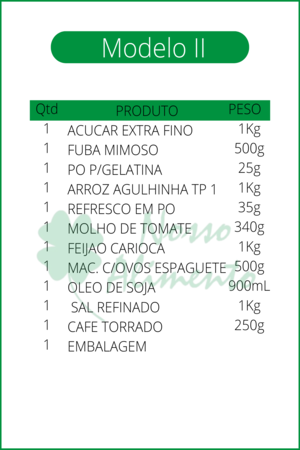 Modelo II
Qtd PRODUTO PESO
1 ACUCAR EXTRA FINO 1Kg
1 FUBA MIMOSO 500g
1 PO P/GELATINA 25g
1 ARROZ AGULHINHA TP 1 1Kg
1 REFRESCO EM PO 35g
1 MOLHO DE TOMATE 340g
1 FEIJAO CARIOCA 1Kg
1 MAC. C/OVOS ESPAGUETE 500g
1 OLEO DE SOJA 900mL
1 SAL REFINADO 1Kg
1 CAFE TORRADO 250g
1 EMBALAGEM
Nosso
Alimento